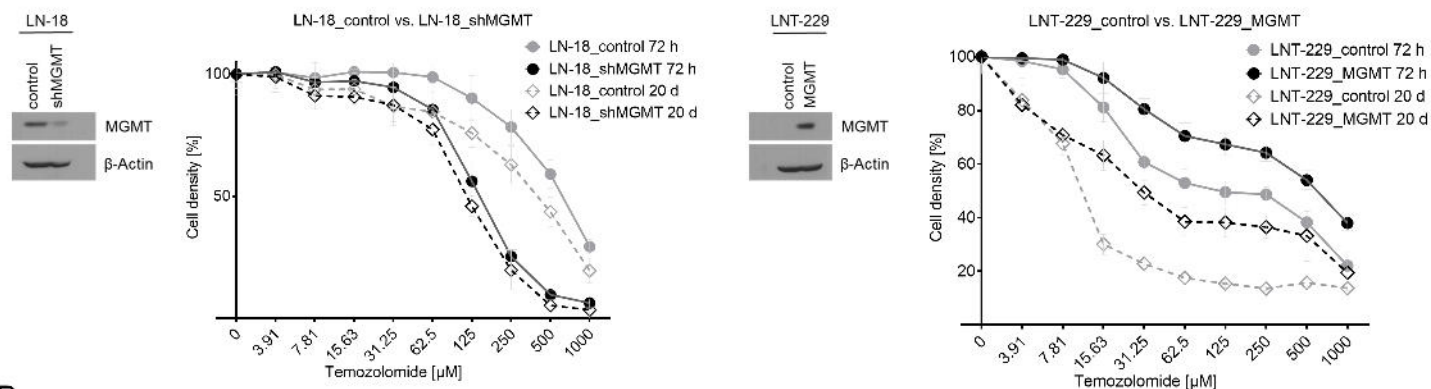 LN-18
control
shMGMT
MGMT
β-Actin
LN-18_control vs. LN-18_shMGMT
LN-18_control 72 h
LN-18_shMGMT 72 h
LN-18_control 20 d
LN-18_shMGMT 20 d
Cell density [%]
100
50
0
3.91
7.81
15.63
31.25
62.5
125
250
500
1000
Temozolomide [µM]
LNT-229
control
MGMT
MGMT
β-Actin
LNT-229_control vs. LNT-229_MGMT
LNT-229_control 72 h
LNT-229_MGMT 72 h
LNT-229_control 20 d
LNT-229_MGMT 20 d
Cell density [%]
100
80
60
40
20
0
3.91
7.81
15.63
31.25
62.5
125
250
500
1000
Temozolomide [µM]